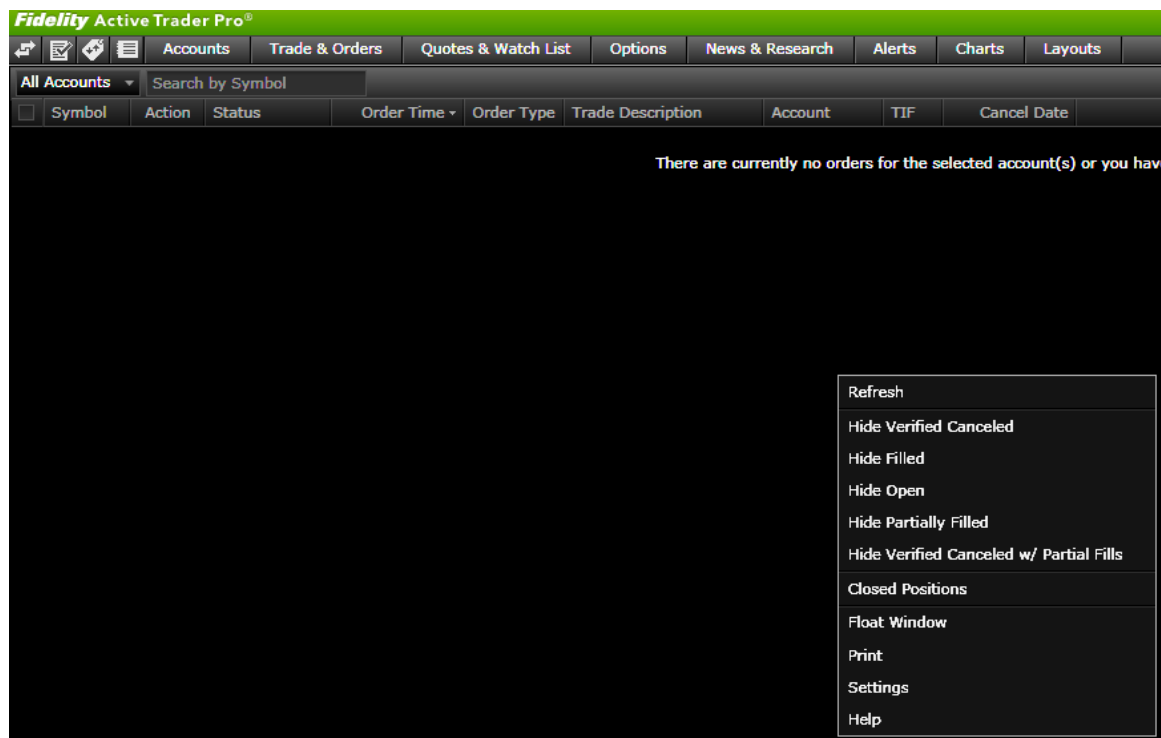 Fidelity Active Trader Pro®
Accounts Trade & Orders Quotes & Watch List Options News & Research Alerts Charts Layouts
All Accounts Search by Symbol
Symbol Action Status Order Time Order Type Trade Description Account TIF Cancel Date
There are currently no orders for the selected account(s) or you hav
Refresh
Hide Verified Canceled
Hide Filled
Hide Open
Hide Partially Filled
Hide Verified Canceled w/ Partial Fills
Closed Positions
Float Window
Print
Settings
Help